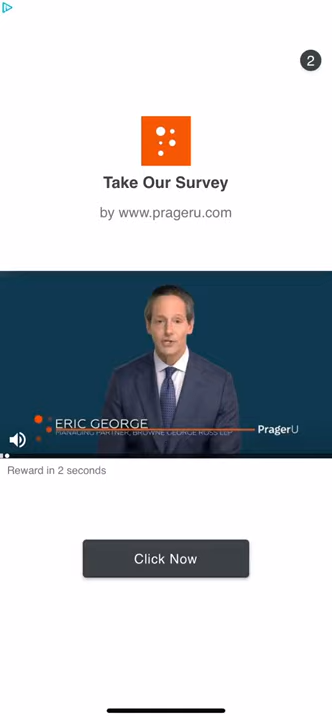 2
Take Our Survey
by www.prageru.com
ERIC GEORGE
MANAGING PARTNER, BROWNE GEORGE ROSS LLP
PragerU
Reward in 2 seconds
Click Now